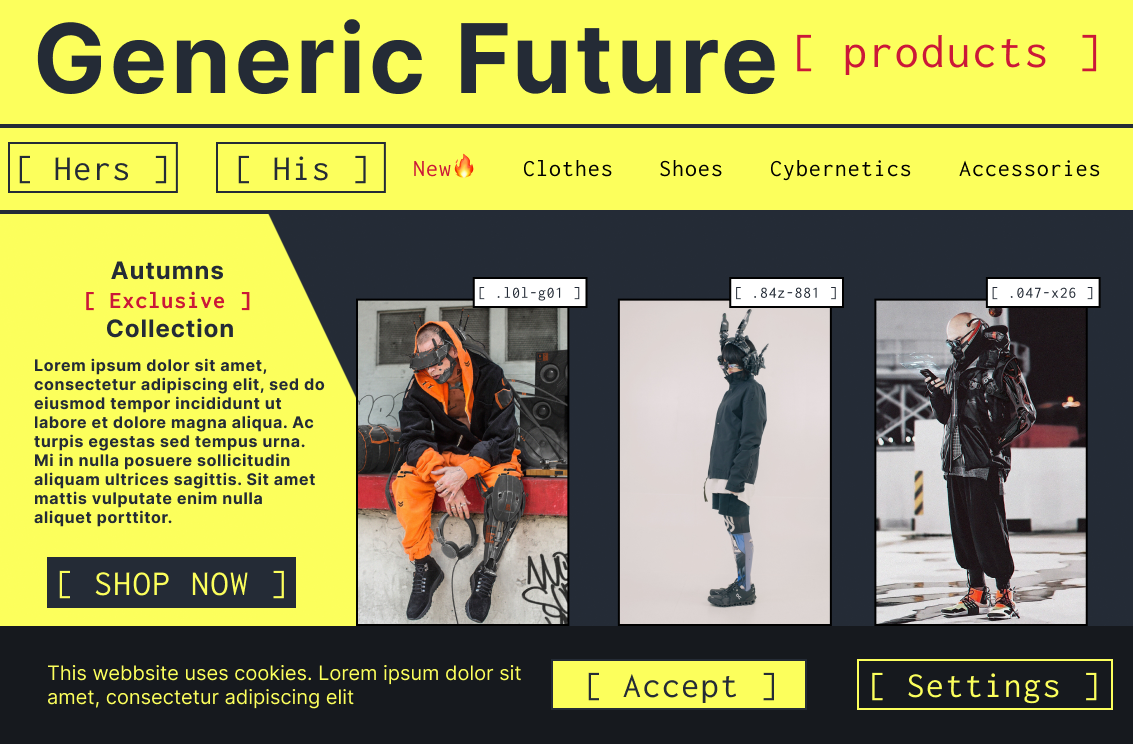 Generic Future [ products ]
[ Hers ] [ His ] New🔥 Clothes Shoes Cybernetics Accessories
Autumns
[ Exclusive ]
Collection
Lorem ipsum dolor sit amet,
consectetur adipiscing elit, sed do
eiusmod tempor incididunt ut
labore et dolore magna aliqua. Ac
turpis egestas sed tempus urna.
Mi in nulla posuere sollicitudin
aliquam ultrices sagittis. Sit amet
mattis vulputate enim nulla
aliquet porttitor.
[ SHOP NOW ]
[ .l0l-g01 ]
[ .84z-881 ]
[ .047-x26 ]
This webbsite uses cookies. Lorem ipsum dolor sit
amet, consectetur adipiscing elit
[ Accept ] [ Settings ]